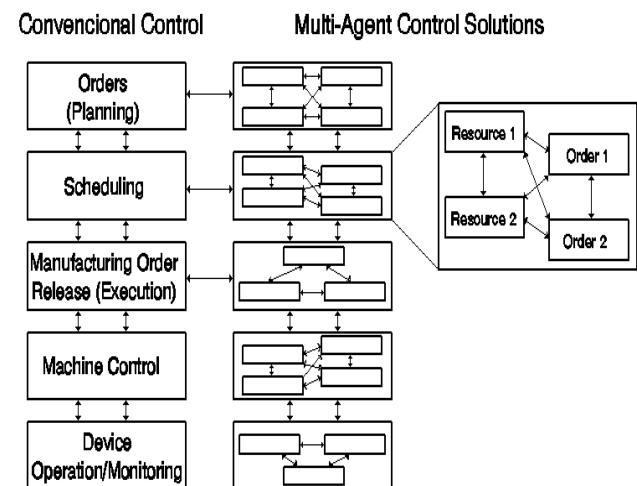 Convencional Control
Multi-Agent Control Solutions
Orders
(Planning)
Scheduling
Manufacturing Order
Release (Execution)
Machine Control
Device
Operation/Monitoring
Resource 1
Order 1
Resource 2
Order 2